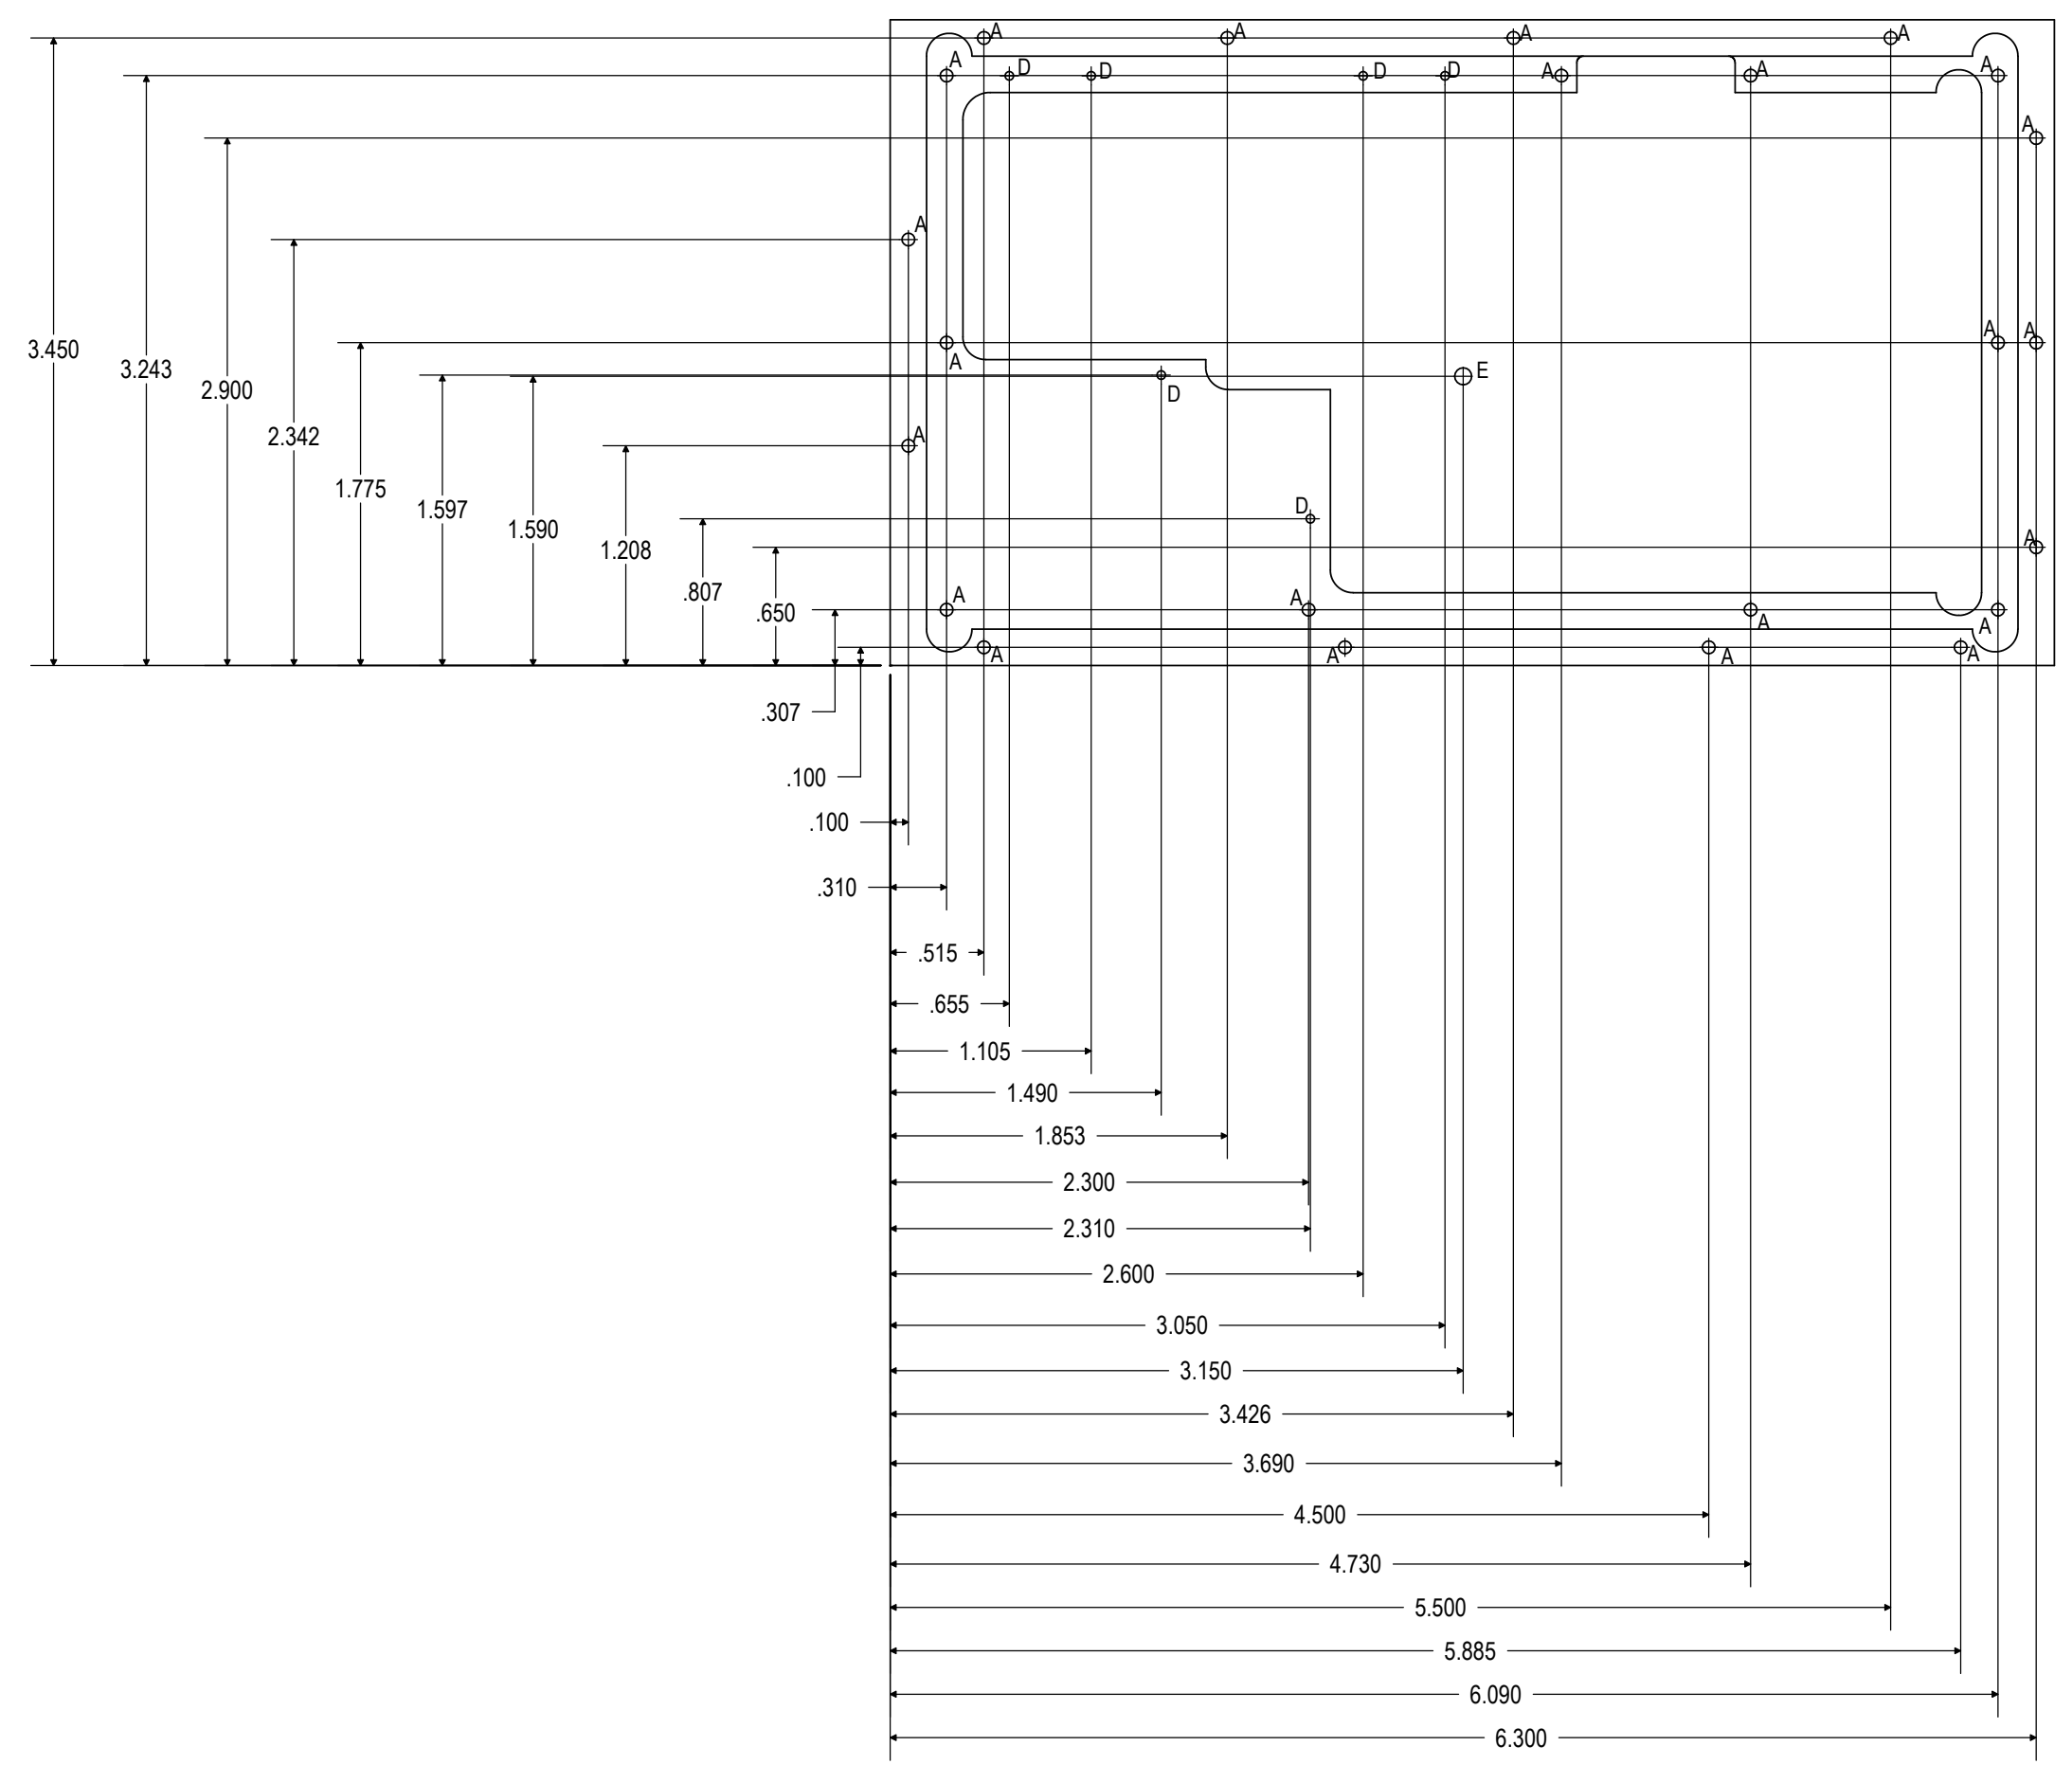 A A A A
A D D D D A A A
A
A
3.450
3.243
2.900
2.342
1.775
1.597
1.590
1.208
.807
.650
A A A
A
D E
A
D
A
A A A A
A A A A
.307
.100
.100
.310
.515
.655
1.105
1.490
1.853
2.300
2.310
2.600
3.050
3.150
3.426
3.690
4.500
4.730
5.500
5.885
6.090
6.300